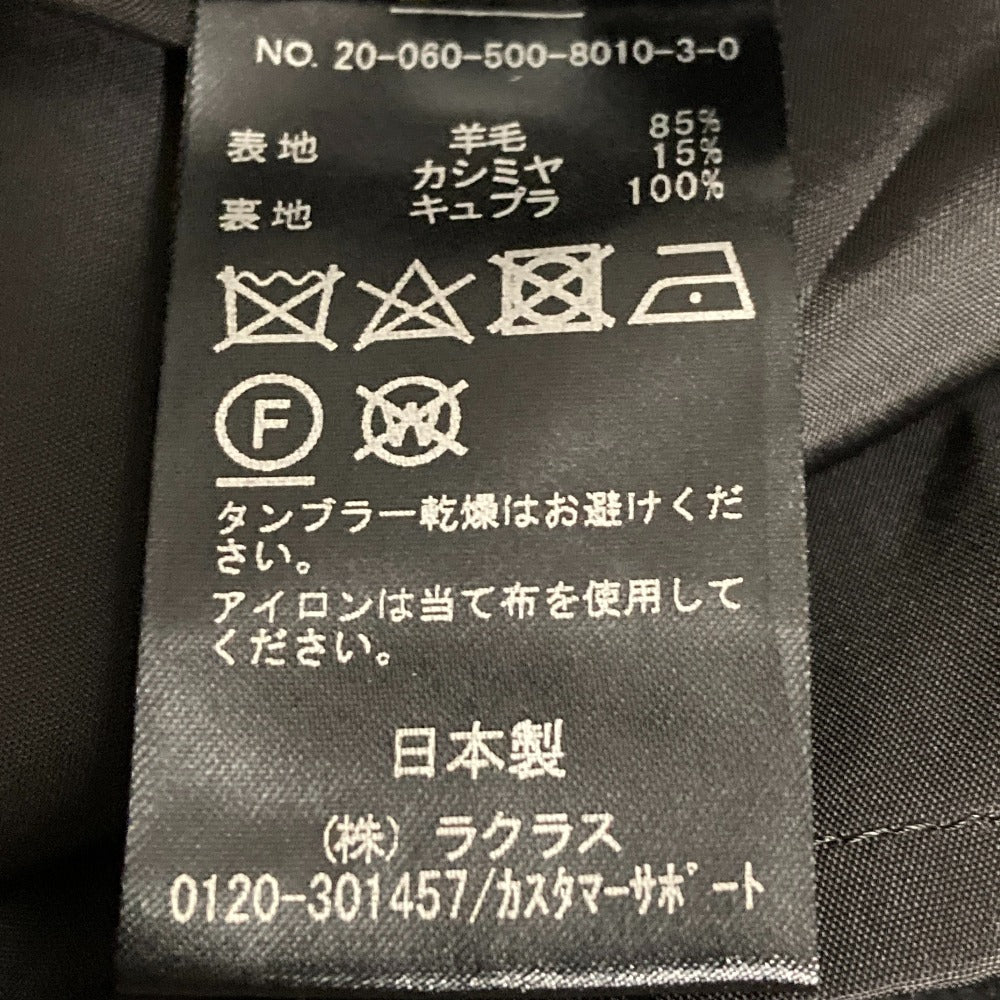 NO. 20-060-500-8010-3-0
表地 羊毛 85%
カシミヤ 15%
裏地 キュプラ 100%
F
W
タンブラー乾燥はお避けくだ
さい。
アイロンは当て布を使用して
ください。
日本製
(株) ラクラス
0120-301457/ｶｽﾀﾏｰｻﾎﾟｰﾄ